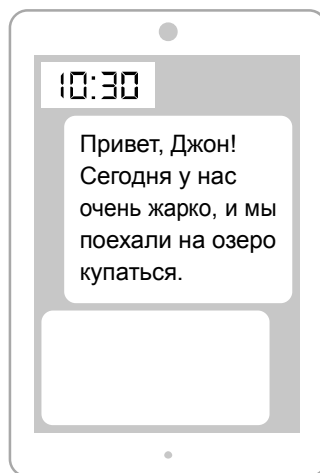 10:30
Привет, Джон!
Сегодня у нас
очень жарко, и мы
поехали на озеро
купаться.